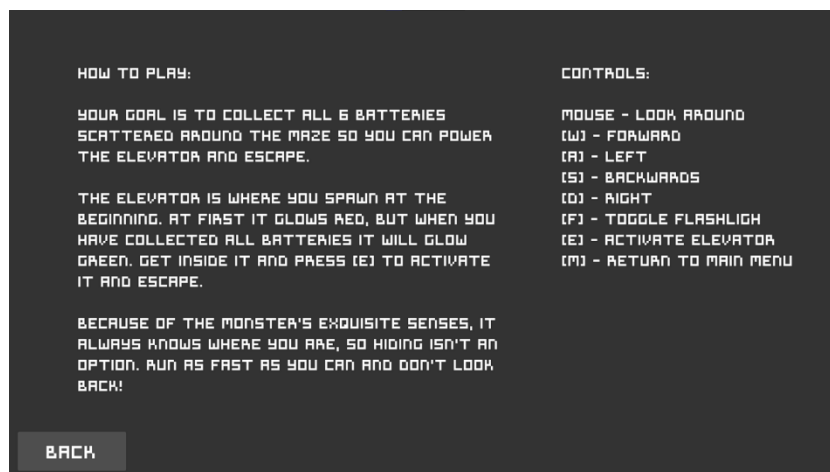 HOW TO PLAY:
YOUR GOAL IS TO COLLECT ALL 6 BATTERIES
SCATTERED AROUND THE MAZE SO YOU CAN POWER
THE ELEVATOR AND ESCAPE.
THE ELEVATOR IS WHERE YOU SPAWN AT THE
BEGINNING. AT FIRST IT GLOWS RED, BUT WHEN YOU
HAVE COLLECTED ALL BATTERIES IT WILL GLOW
GREEN. GET INSIDE IT AND PRESS [E] TO ACTIVATE
IT AND ESCAPE.
BECAUSE OF THE MONSTER'S EXQUISITE SENSES, IT
ALWAYS KNOWS WHERE YOU ARE, SO HIDING ISN'T AN
OPTION. RUN AS FAST AS YOU CAN AND DON'T LOOK
BACK!
CONTROLS:
MOUSE - LOOK AROUND
[W] - FORWARD
[A] - LEFT
[S] - BACKWARDS
[D] - RIGHT
[F] - TOGGLE FLASHLIGH
[E] - ACTIVATE ELEVATOR
[M] - RETURN TO MAIN MENU
BACK